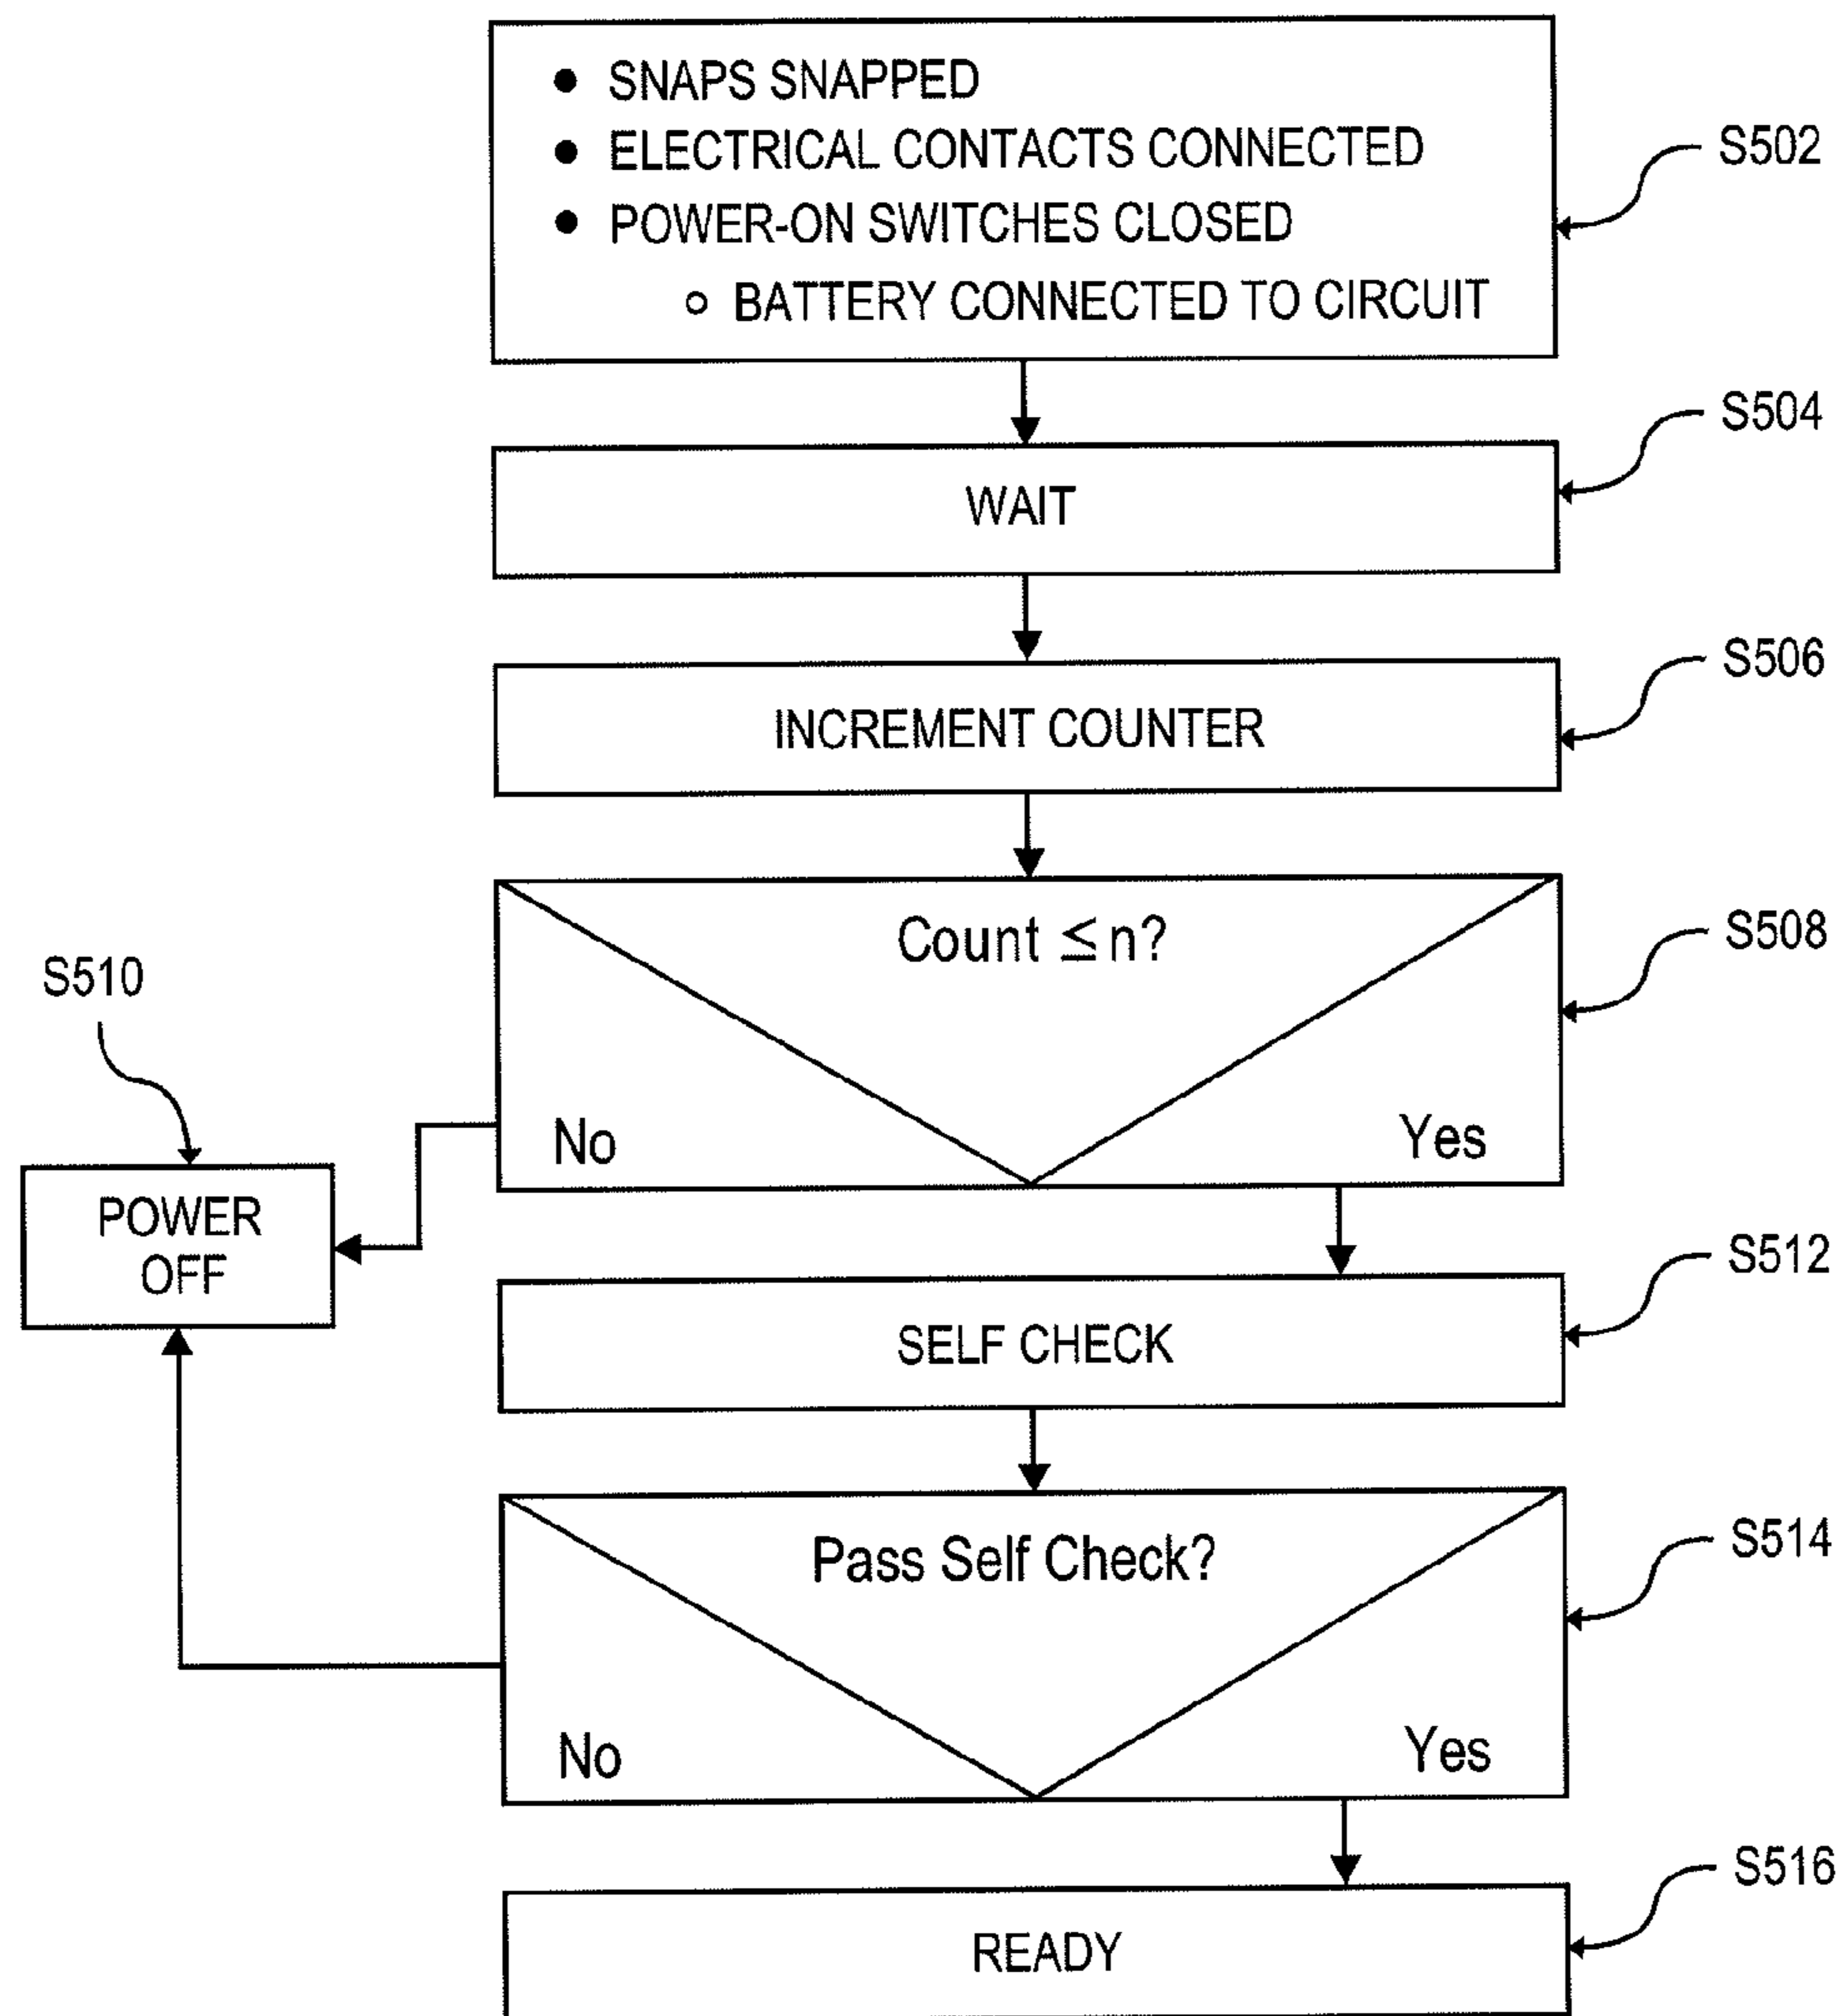 ● SNAPS SNAPPED
● ELECTRICAL CONTACTS CONNECTED
● POWER-ON SWITCHES CLOSED
○ BATTERY CONNECTED TO CIRCUIT
S502
WAIT
S504
INCREMENT COUNTER
S506
Count ≤ n?
No
Yes
S508
S510
POWER
OFF
SELF CHECK
S512
Pass Self Check?
No
Yes
S514
READY
S516